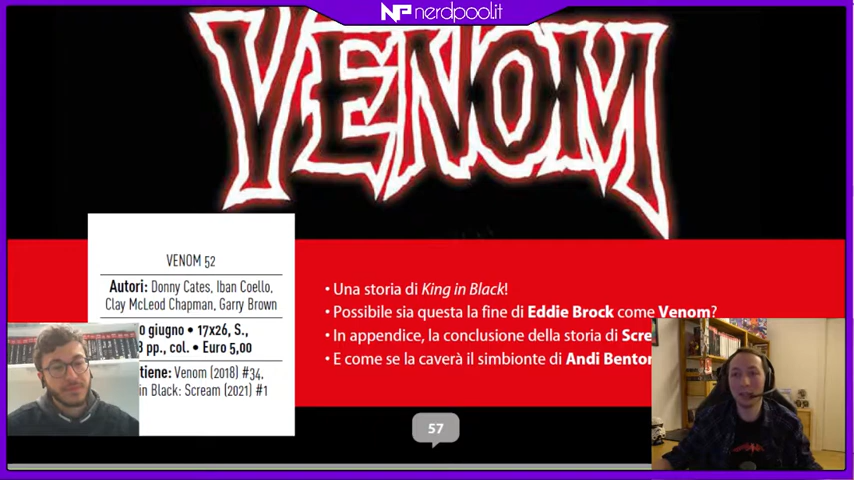 NP nerdpool.it
VENOM
VENOM 52
Autori: Donny Cates, Iban Coello,
Clay McLeod Chapman, Garry Brown
giugno • 17x26, S.,
pp., col. • Euro 5,00
Venom (2018) #34,
in Black: Scream (2021) #1
• Una storia di King in Black!
• Possibile sia questa la fine di Eddie Brock come Venom?
• In appendice, la conclusione della storia di
• E come se la caverà il simbionte di Andi Benton
57